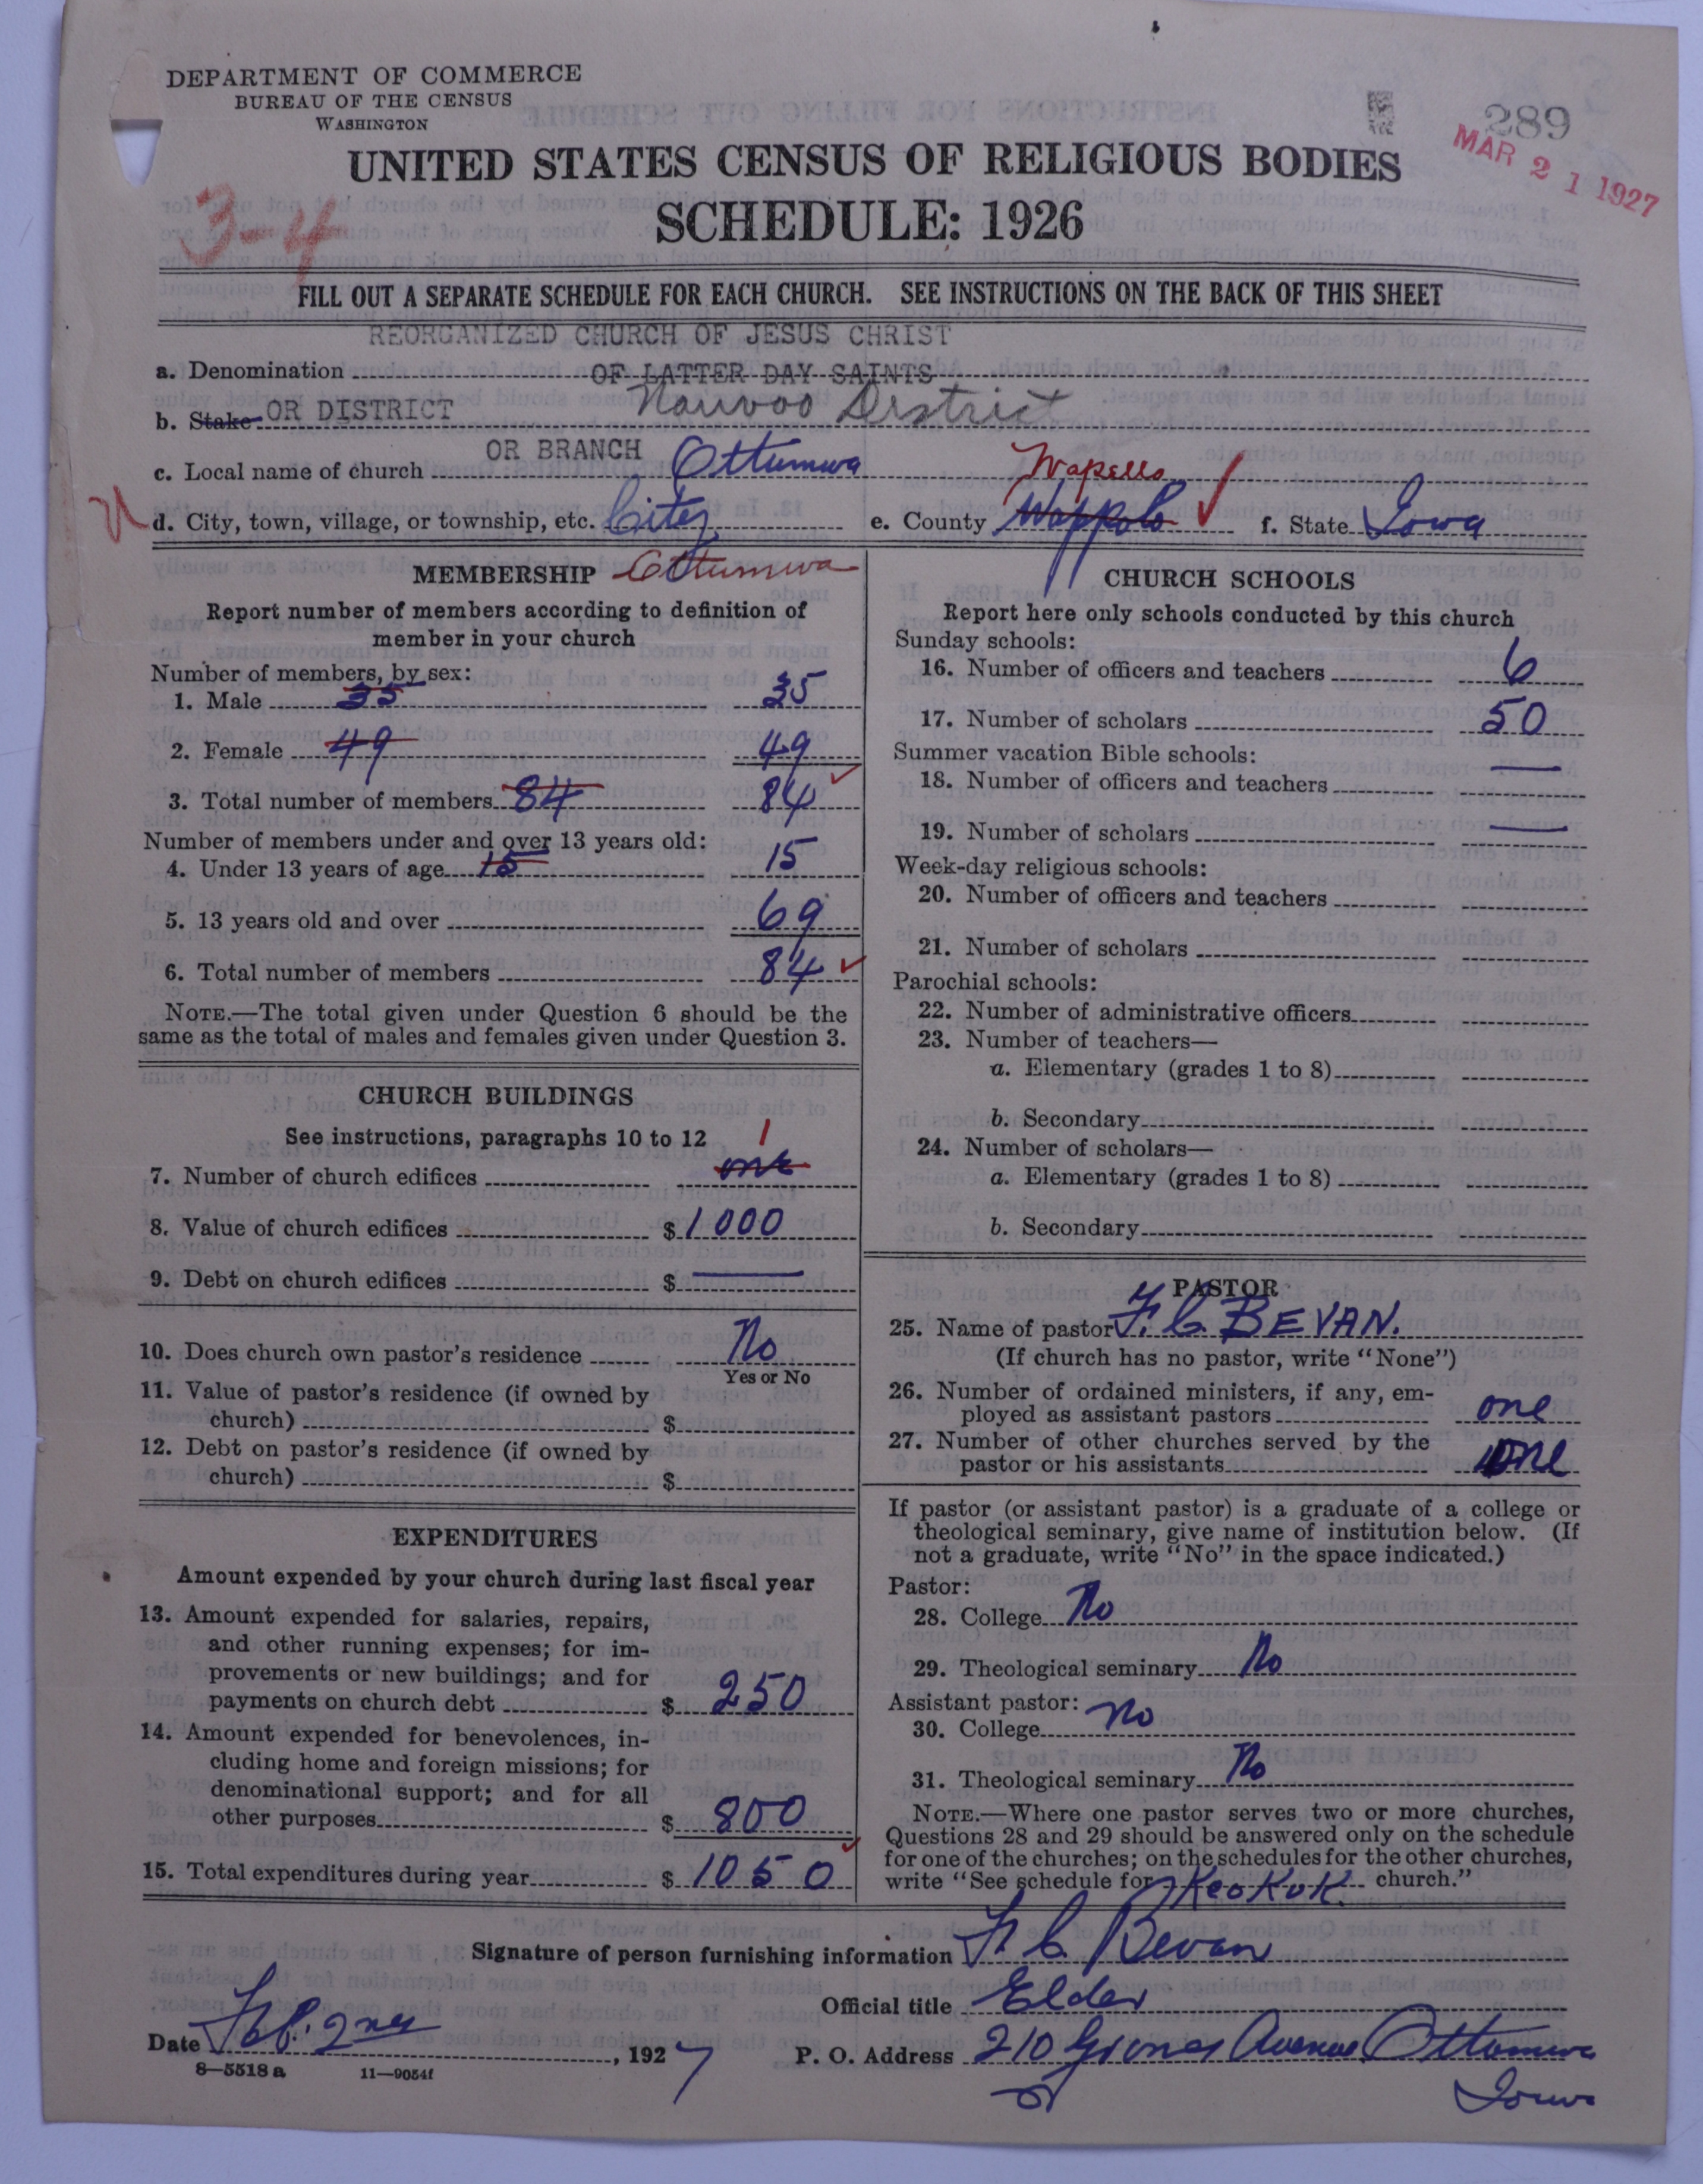 DEPARTMENT OF COMMERCE
BUREAU OF THE CENSUS
WASHINGTON
289
MAR 21 1927
UNITED STATES CENSUS OF RELIGIOUS BODIES
SCHEDULE: 1926
3-4
FILL OUT A SEPARATE SCHEDULE FOR EACH CHURCH. SEE INSTRUCTIONS ON THE BACK OF THIS SHEET
REORGANIZED CHURCH OF JESUS CHRIST
a. Denomination OF LATTER DAY SAINTS
b. Stake OR DISTRICT Nauvoo District
c. Local name of church OR BRANCH Ottumwa Wapello
d. City, town, village, or township, etc. City e. County Wappolo f. State Iowa
MEMBERSHIP Ottumwa
Report number of members according to definition of
member in your church
Number of members, by sex:
1. Male 35 35
2. Female 49 49
3. Total number of members 84 84
Number of members under and over 13 years old:
4. Under 13 years of age 15 15
5. 13 years old and over 69
6. Total number of members 84
NOTE.—The total given under Question 6 should be the
same as the total of males and females given under Question 3.
CHURCH BUILDINGS
See instructions, paragraphs 10 to 12 1
7. Number of church edifices one
8. Value of church edifices $ 1000
9. Debt on church edifices $ —
10. Does church own pastor's residence No
Yes or No
11. Value of pastor's residence (if owned by
church) $
12. Debt on pastor's residence (if owned by
church) $
EXPENDITURES
Amount expended by your church during last fiscal year
13. Amount expended for salaries, repairs,
and other running expenses; for im-
provements or new buildings; and for
payments on church debt $ 250
14. Amount expended for benevolences, in-
cluding home and foreign missions; for
denominational support; and for all
other purposes $ 800
15. Total expenditures during year $ 1050
CHURCH SCHOOLS
Report here only schools conducted by this church
Sunday schools:
16. Number of officers and teachers 6
17. Number of scholars 50
Summer vacation Bible schools:
18. Number of officers and teachers —
19. Number of scholars —
Week-day religious schools:
20. Number of officers and teachers
21. Number of scholars
Parochial schools:
22. Number of administrative officers
23. Number of teachers—
a. Elementary (grades 1 to 8)
b. Secondary
24. Number of scholars—
a. Elementary (grades 1 to 8)
b. Secondary
PASTOR
25. Name of pastor F. C. BEVAN.
(If church has no pastor, write "None")
26. Number of ordained ministers, if any, em-
ployed as assistant pastors one
27. Number of other churches served by the
pastor or his assistants one
If pastor (or assistant pastor) is a graduate of a college or
theological seminary, give name of institution below. (If
not a graduate, write "No" in the space indicated.)
Pastor:
28. College No
29. Theological seminary No
Assistant pastor:
30. College no
31. Theological seminary No
NOTE.—Where one pastor serves two or more churches,
Questions 28 and 29 should be answered only on the schedule
for one of the churches; on the schedules for the other churches,
write "See schedule for Keokuk church."
Signature of person furnishing information F. C. Bevan
Official title Elder
Date Feb. 2nd, 1927 P. O. Address 210 Avenue Ottumwa
Iowa
8—5518 a 11—9054f